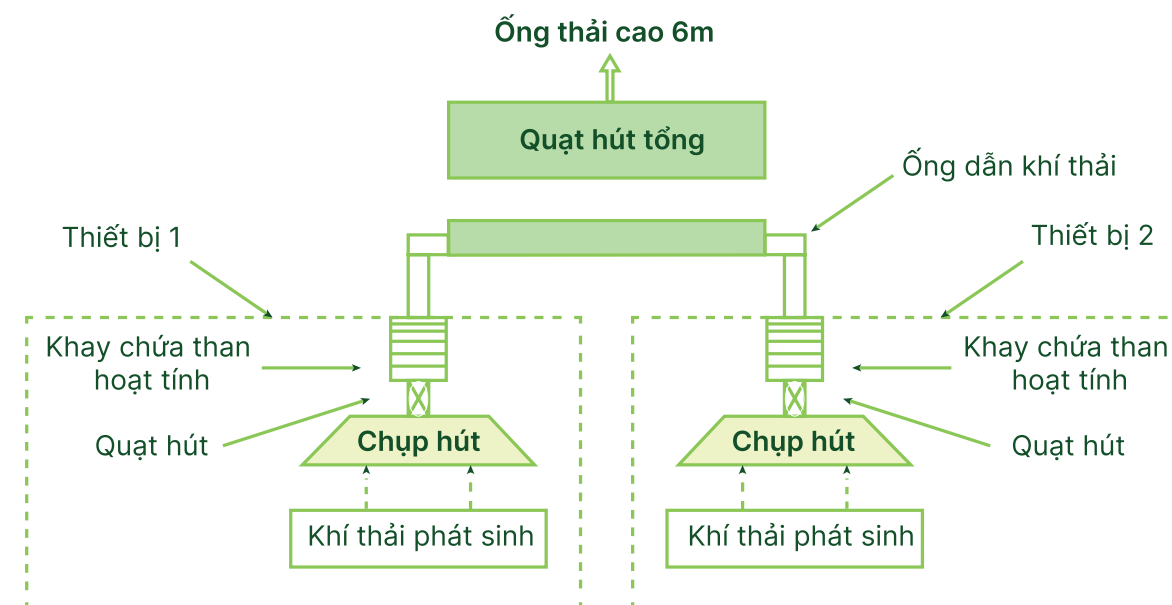 Ống thải cao 6m
Quạt hút tổng
Ống dẫn khí thải
Thiết bị 1
Thiết bị 2
Khay chứa than
hoạt tính
Khay chứa than
hoạt tính
Quạt hút
Chụp hút
Chụp hút
Quạt hút
Khí thải phát sinh
Khí thải phát sinh